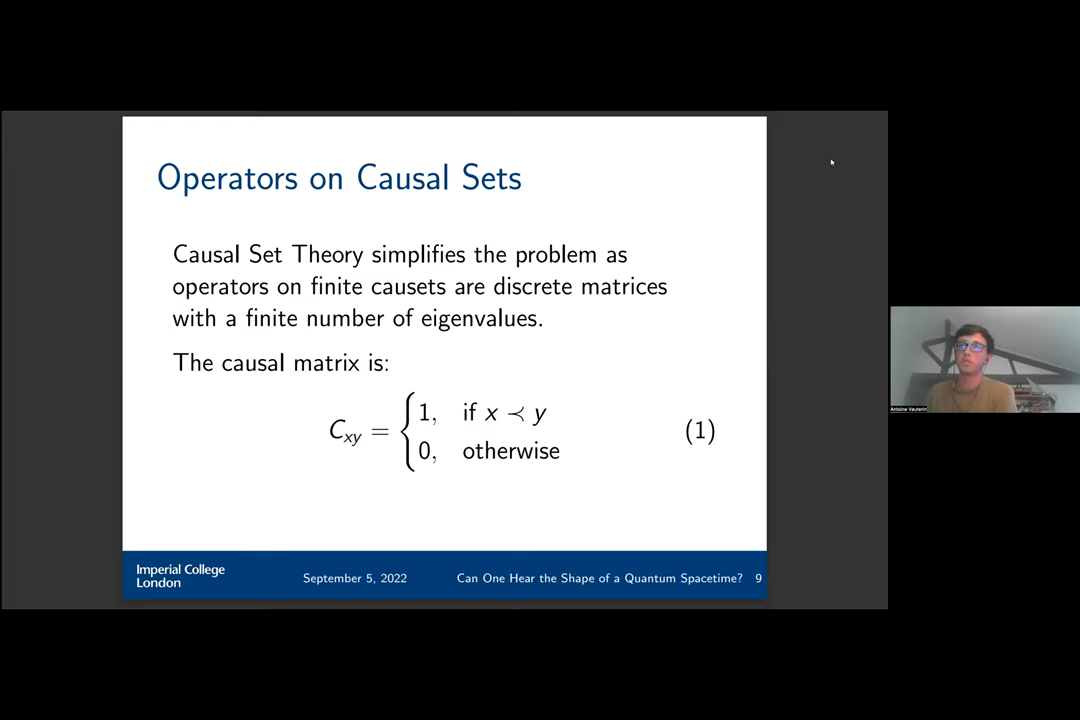 Operators on Causal Sets
Causal Set Theory simplifies the problem as
operators on finite causets are discrete matrices
with a finite number of eigenvalues.
The causal matrix is:
C_xy = { 1, if x ≺ y
0, otherwise
(1)
Imperial College
London
September 5, 2022
Can One Hear the Shape of a Quantum Spacetime? 9
Antoine Vauterin